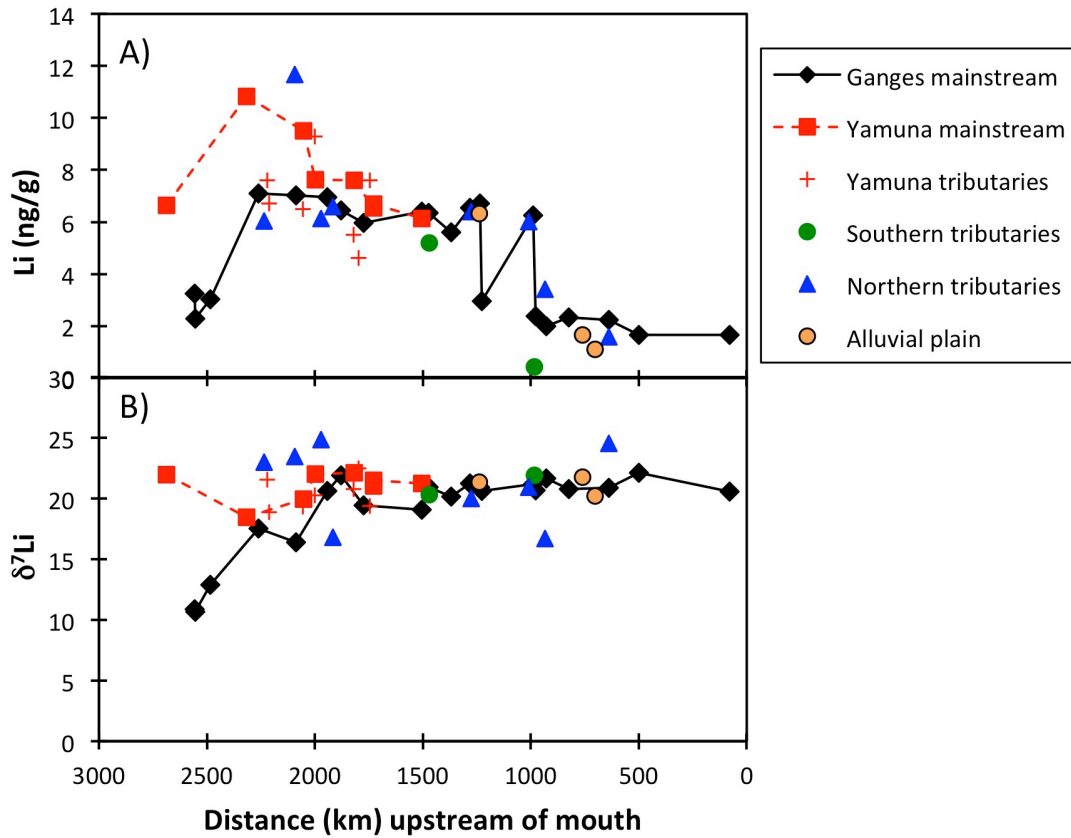 A)
14
12
10
8
6
4
2
0
Li (ng/g)
Ganges mainstream
Yamuna mainstream
Yamuna tributaries
Southern tributaries
Northern tributaries
Alluvial plain
B)
30
25
20
15
10
5
0
δ⁷Li
3000 2500 2000 1500 1000 500 0
Distance (km) upstream of mouth